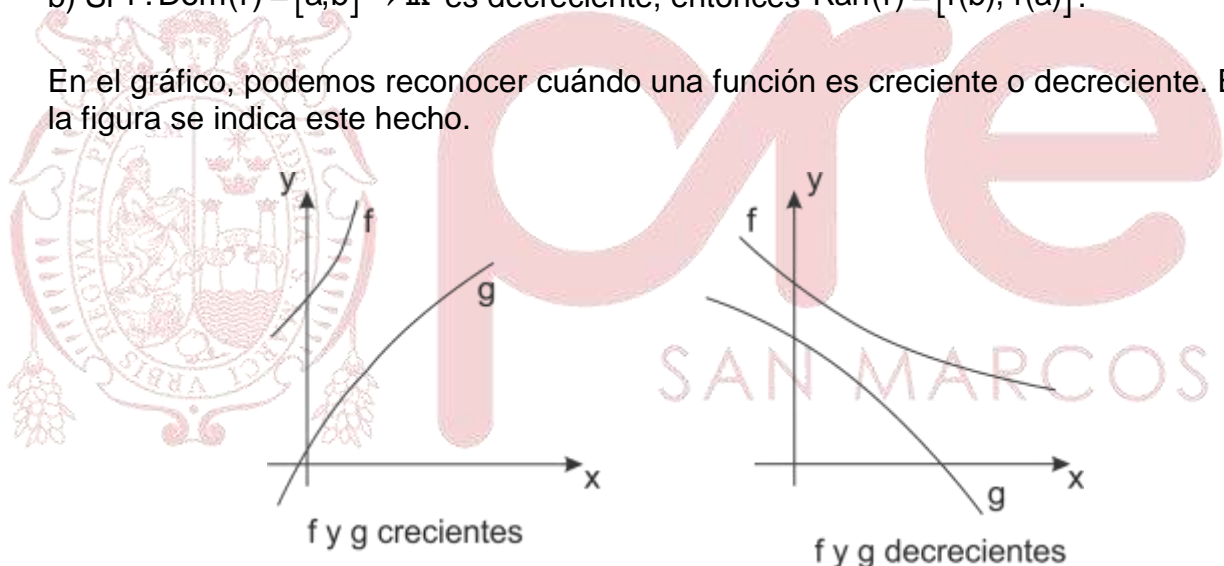 b) Si f : Dom(f) = [a,b] → ℝ es decreciente, entonces Ran(f) = [f(b), f(a)].
En el gráfico, podemos reconocer cuándo una función es creciente o decreciente.
la figura se indica este hecho.
y
f
g
x
f y g crecientes
y
f
x
g
f y g decrecientes
pre
SAN MARCOS